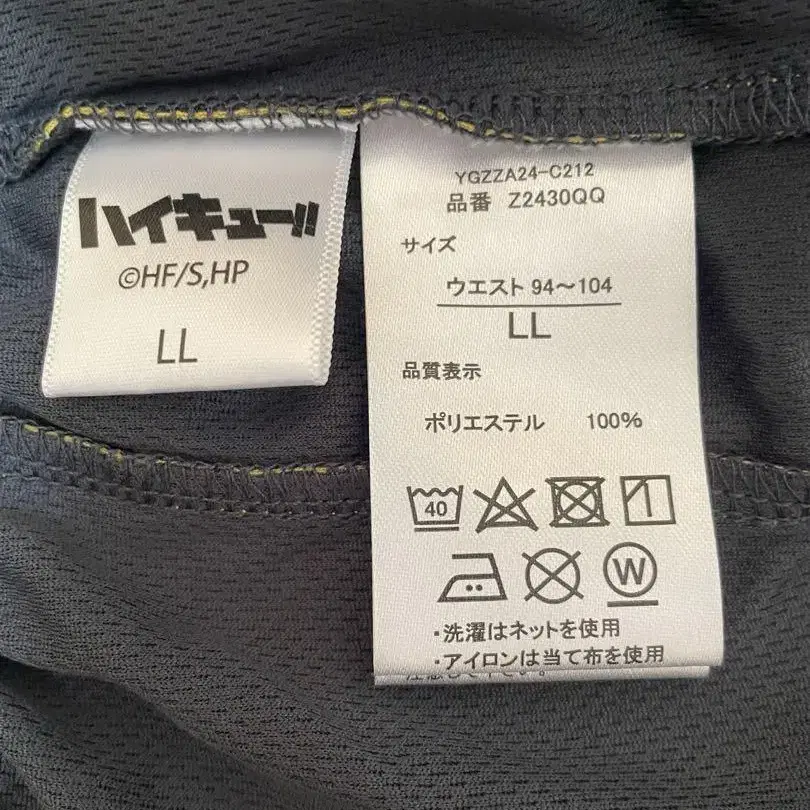 ハイキュー!!
©HF/S,HP
LL
YGZZA24-C212
品番 Z2430QQ
サイズ
ウエスト 94〜104
LL
品質表示
ポリエステル 100%
40
W
・洗濯はネットを使用
・アイロンは当て布を使用